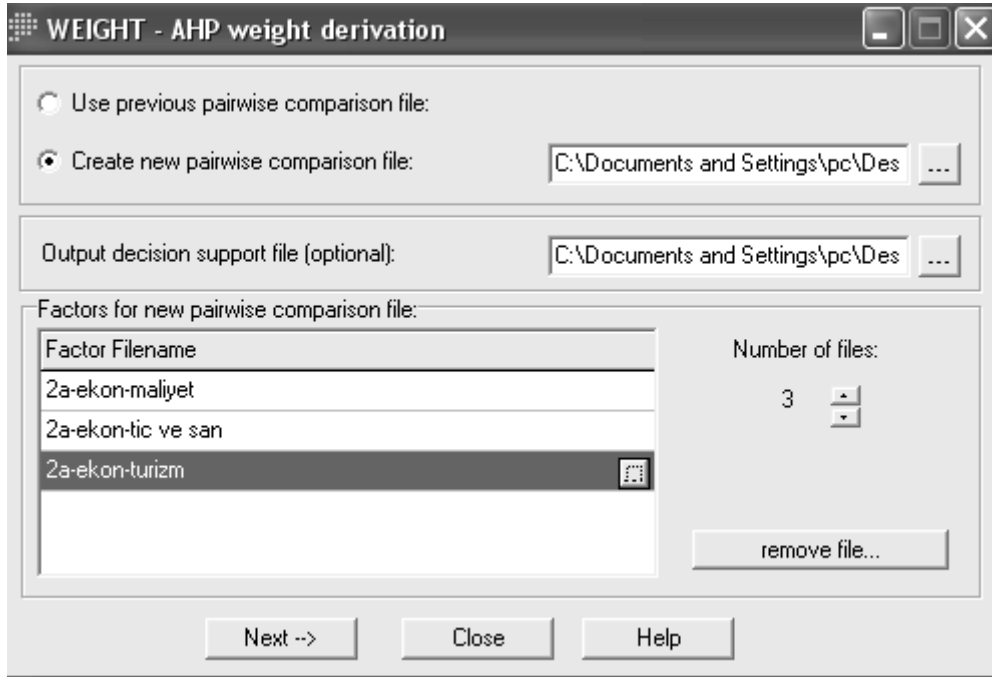 WEIGHT - AHP weight derivation
Use previous pairwise comparison file:
Create new pairwise comparison file: C:\Documents and Settings\pc\Des ...
Output decision support file (optional): C:\Documents and Settings\pc\Des ...
Factors for new pairwise comparison file:
Factor Filename
Number of files:
2a-ekon-maliyet
3
2a-ekon-tic ve san
2a-ekon-turizm
remove file...
Next --> Close Help